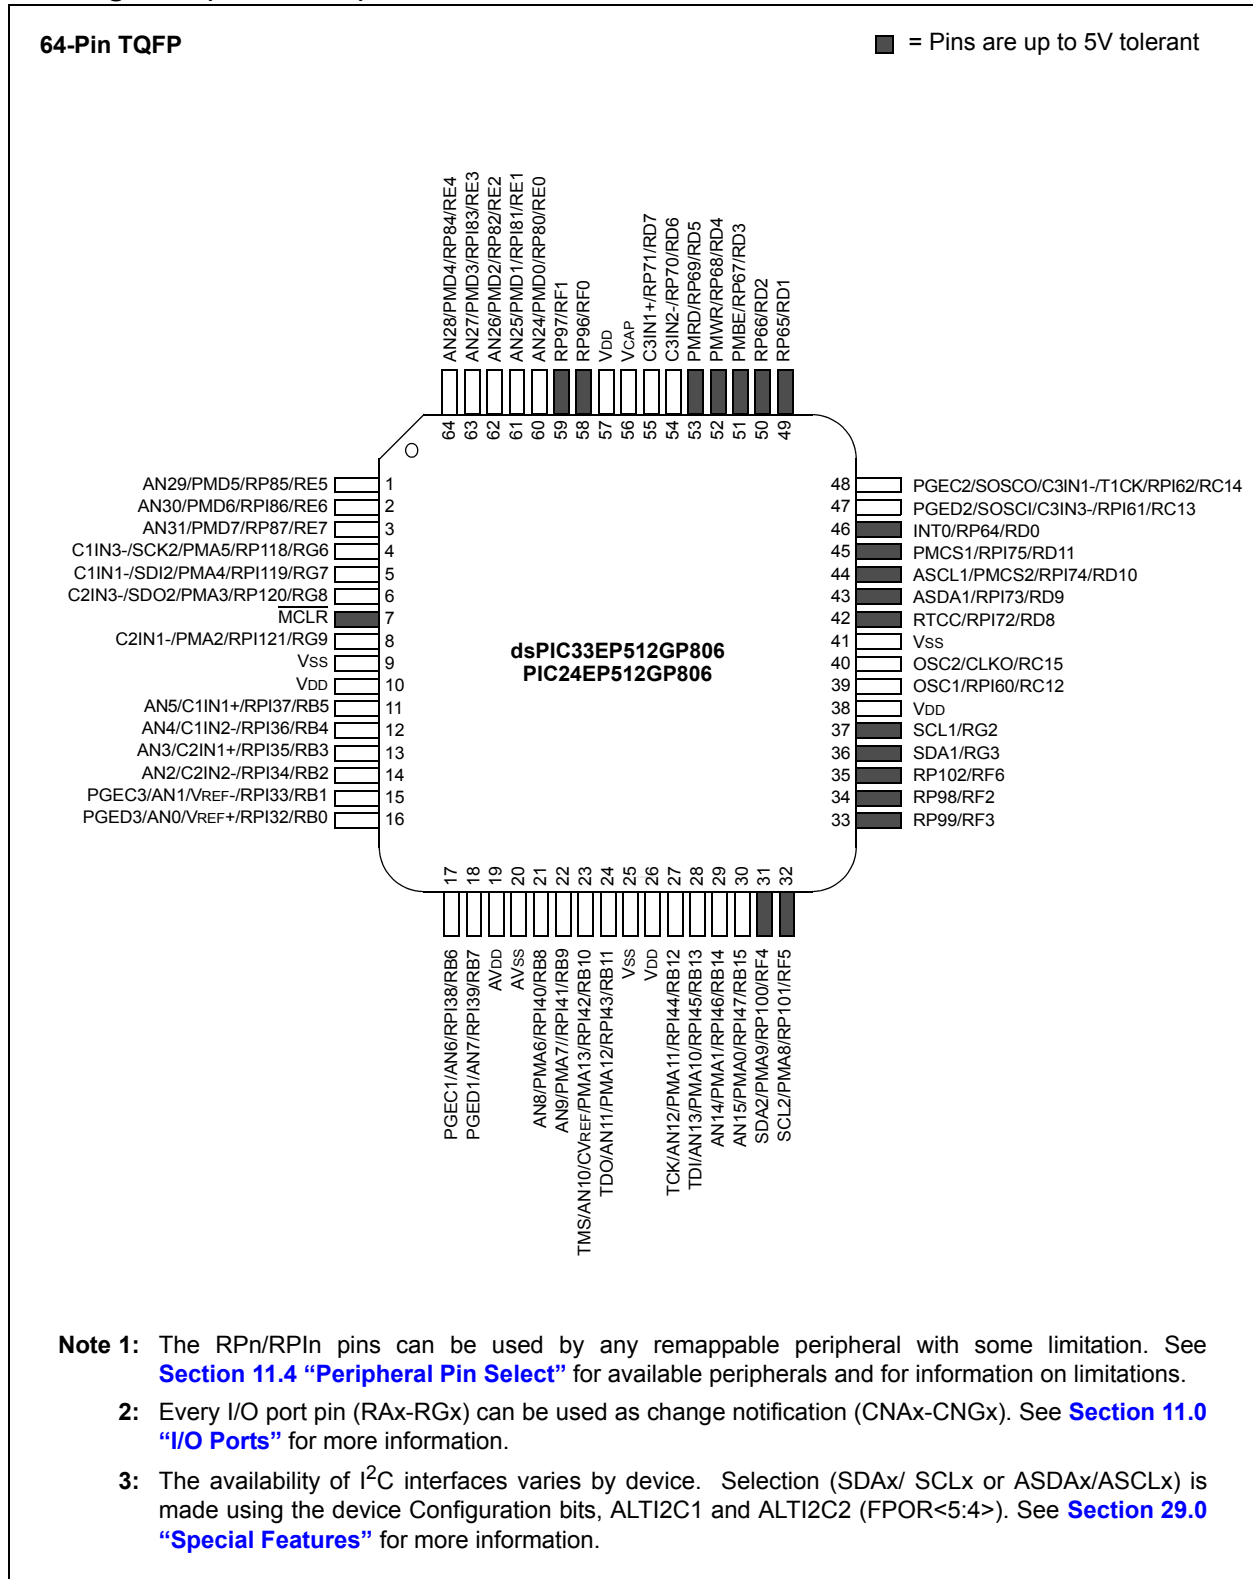 64-Pin TQFP
= Pins are up to 5V tolerant
AN28/PMD4/RP84/RE4
AN27/PMD3/RPI83/RE3
AN26/PMD2/RP82/RE2
AN25/PMD1/RPI81/RE1
AN24/PMD0/RP80/RE0
RP97/RF1
RP96/RF0
VDD
VCAP
C3IN1+/RP71/RD7
C3IN2-/RP70/RD6
PMRD/RP69/RD5
PMWR/RP68/RD4
PMBE/RP67/RD3
RP66/RD2
RP65/RD1
64
63
62
61
60
59
58
57
56
55
54
53
52
51
50
49
AN29/PMD5/RP85/RE5 1
AN30/PMD6/RPI86/RE6 2
AN31/PMD7/RP87/RE7 3
C1IN3-/SCK2/PMA5/RP118/RG6 4
C1IN1-/SDI2/PMA4/RPI119/RG7 5
C2IN3-/SDO2/PMA3/RP120/RG8 6
MCLR 7
C2IN1-/PMA2/RPI121/RG9 8
VSS 9
VDD 10
AN5/C1IN1+/RPI37/RB5 11
AN4/C1IN2-/RPI36/RB4 12
AN3/C2IN1+/RPI35/RB3 13
AN2/C2IN2-/RPI34/RB2 14
PGEC3/AN1/VREF-/RPI33/RB1 15
PGED3/AN0/VREF+/RPI32/RB0 16
dsPIC33EP512GP806
PIC24EP512GP806
48 PGEC2/SOSCO/C3IN1-/T1CK/RPI62/RC14
47 PGED2/SOSCI/C3IN3-/RPI61/RC13
46 INT0/RP64/RD0
45 PMCS1/RPI75/RD11
44 ASCL1/PMCS2/RPI74/RD10
43 ASDA1/RPI73/RD9
42 RTCC/RPI72/RD8
41 VSS
40 OSC2/CLKO/RC15
39 OSC1/RPI60/RC12
38 VDD
37 SCL1/RG2
36 SDA1/RG3
35 RP102/RF6
34 RP98/RF2
33 RP99/RF3
17
18
19
20
21
22
23
24
25
26
27
28
29
30
31
32
PGEC1/AN6/RPI38/RB6
PGED1/AN7/RPI39/RB7
AVDD
AVSS
AN8/PMA6/RPI40/RB8
AN9/PMA7//RPI41/RB9
TMS/AN10/CVREF/PMA13/RPI42/RB10
TDO/AN11/PMA12/RPI43/RB11
VSS
VDD
TCK/AN12/PMA11/RPI44/RB12
TDI/AN13/PMA10/RPI45/RB13
AN14/PMA1/RPI46/RB14
AN15/PMA0/RPI47/RB15
SDA2/PMA9/RP100/RF4
SCL2/PMA8/RP101/RF5
Note 1: The RPn/RPIn pins can be used by any remappable peripheral with some limitation. See
Section 11.4 “Peripheral Pin Select” for available peripherals and for information on limitations.
2: Every I/O port pin (RAx-RGx) can be used as change notification (CNAx-CNGx). See Section 11.0
“I/O Ports” for more information.
3: The availability of I2C interfaces varies by device. Selection (SDAx/ SCLx or ASDAx/ASCLx) is
made using the device Configuration bits, ALTI2C1 and ALTI2C2 (FPOR<5:4>). See Section 29.0
“Special Features” for more information.